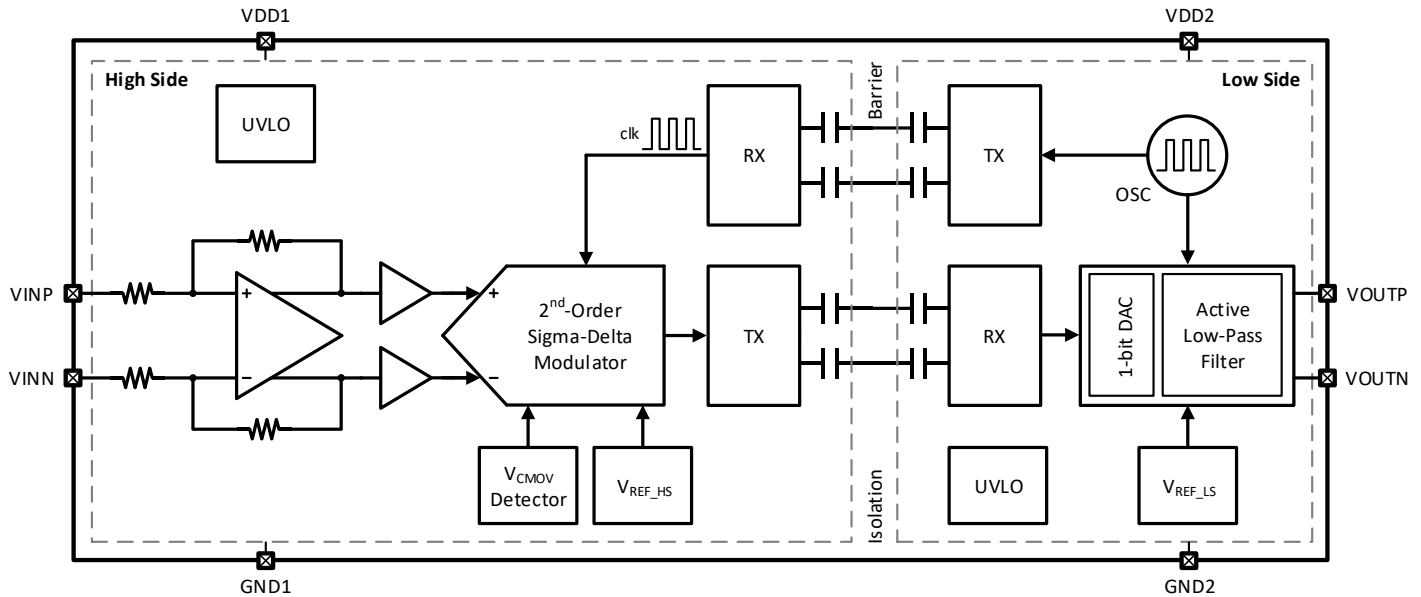 VDD1
VDD2
High Side
Barrier
Low Side
UVLO
clk
RX
TX
OSC
VINP
+
+
2nd-Order
Sigma-Delta
Modulator
TX
RX
1-bit DAC
Active
Low-Pass
Filter
VOUTP
VINN
−
−
VOUTN
VCMOV
Detector
VREF_HS
Isolation
UVLO
VREF_LS
GND1
GND2